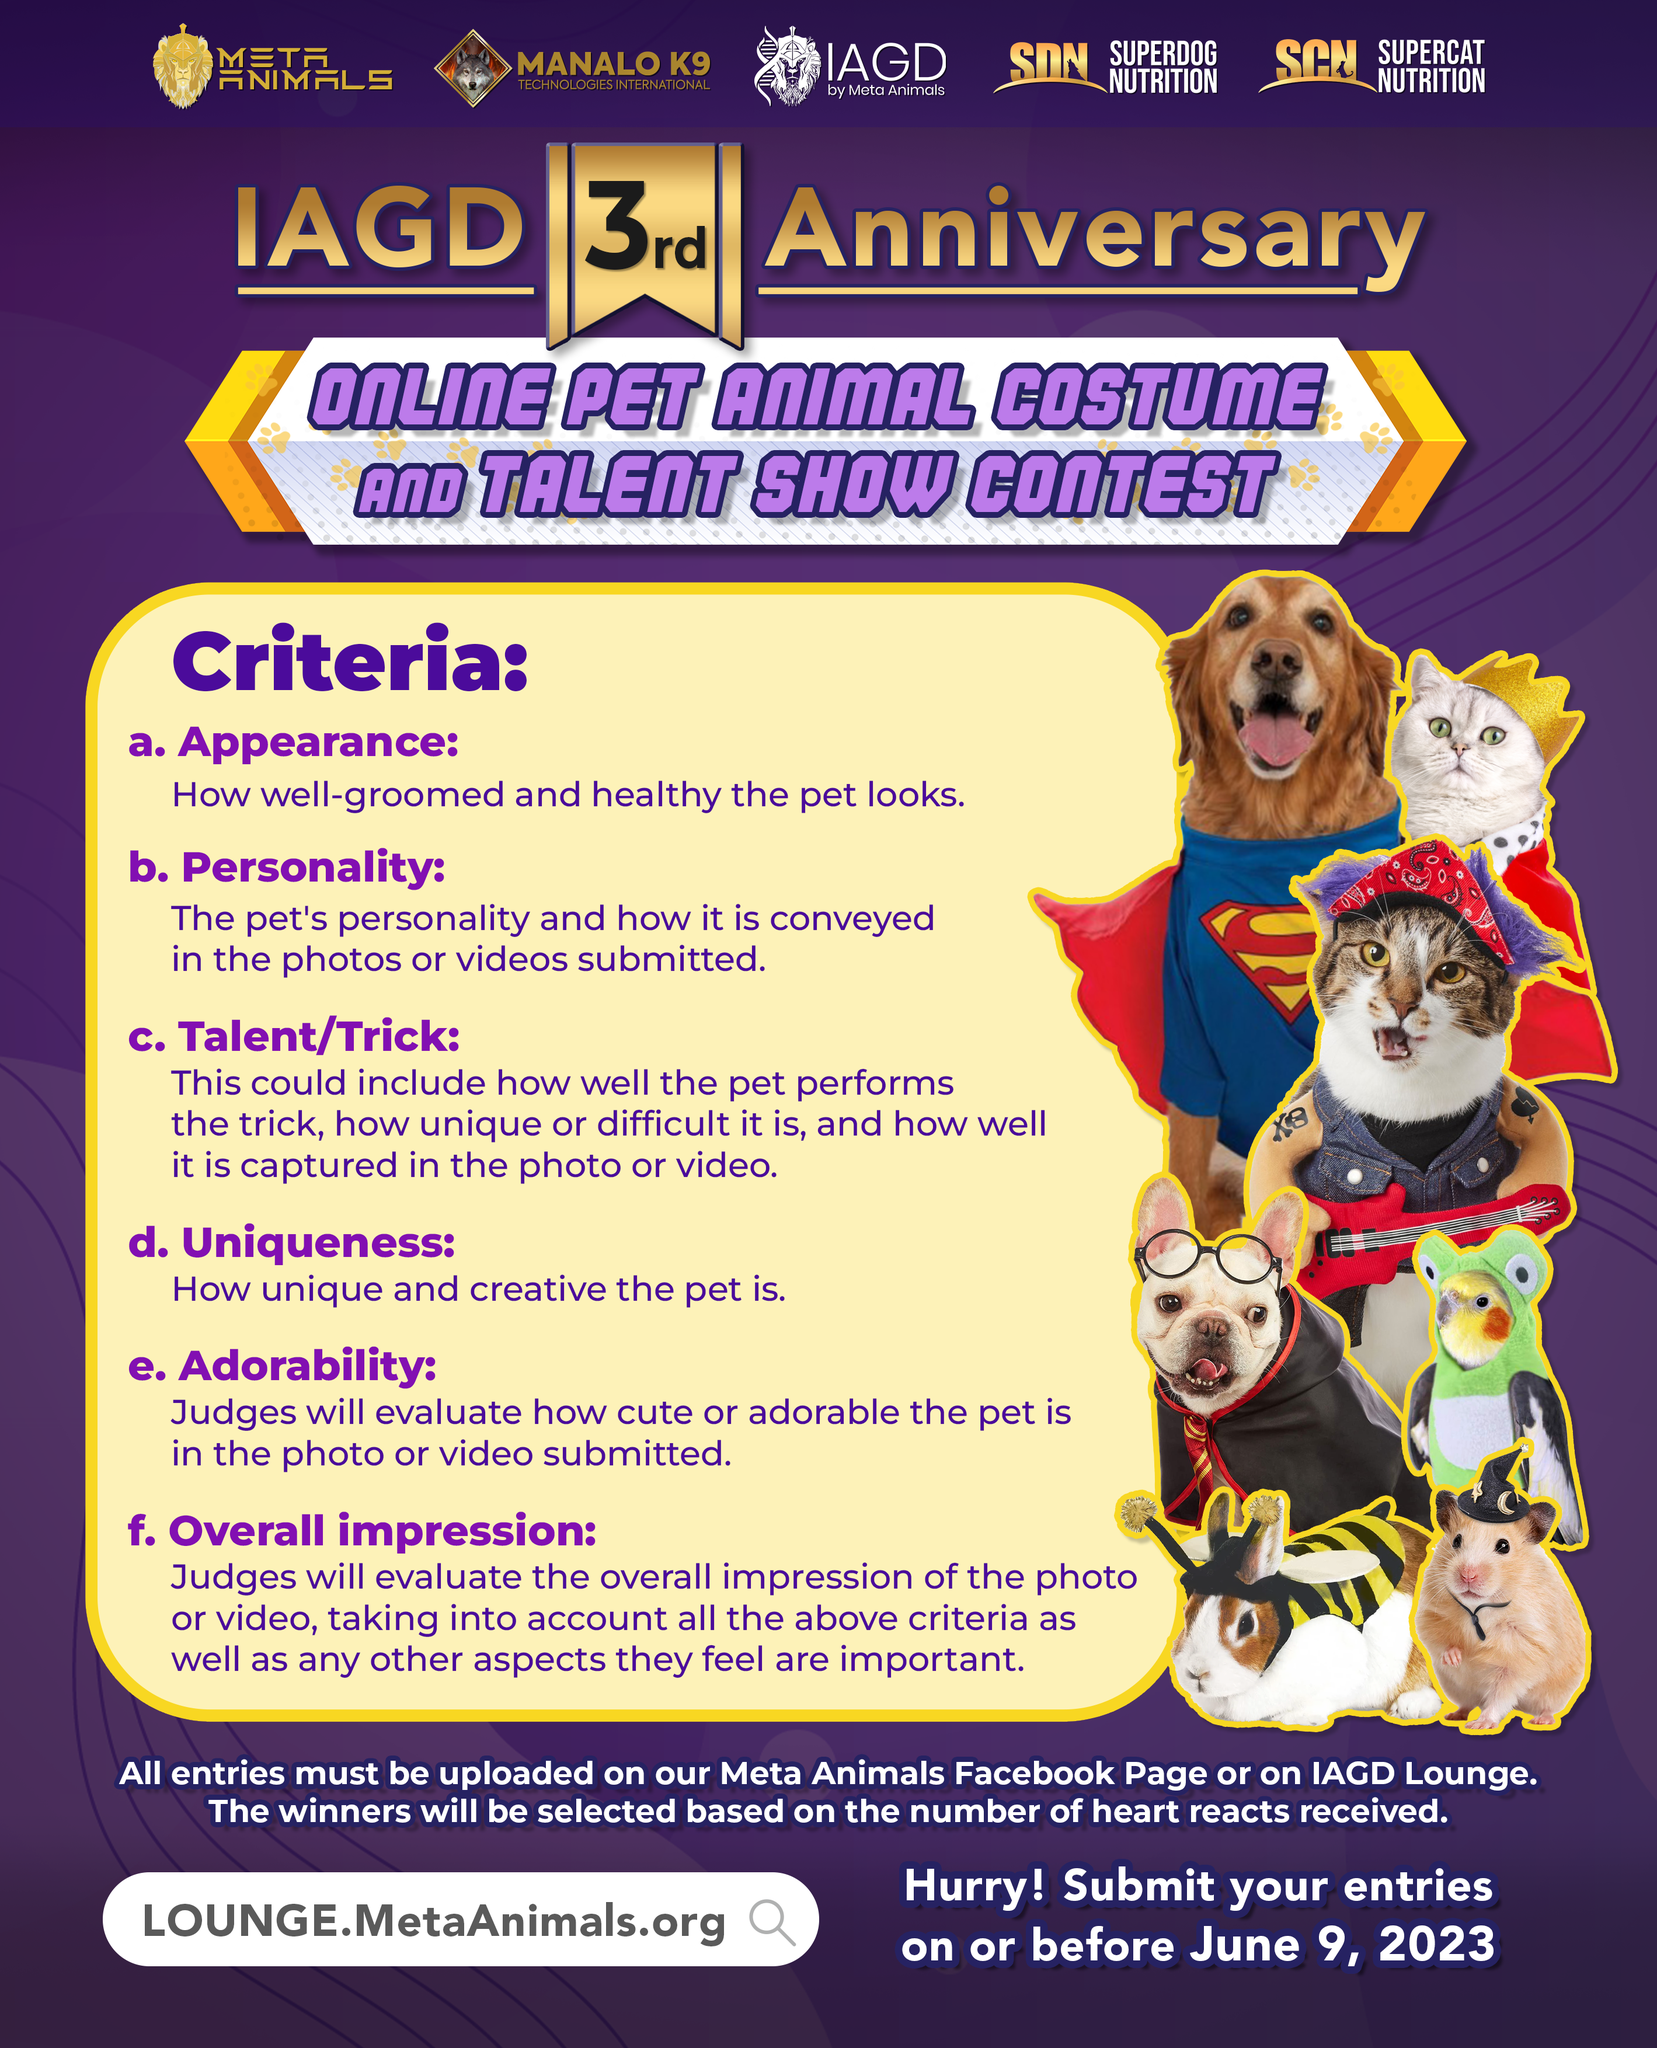 META
ANIMALS
MANALO K9
TECHNOLOGIES INTERNATIONAL
IAGD
by Meta Animals
SDN
SUPERDOG
NUTRITION
SCN
SUPERCAT
NUTRITION
IAGD 3rd Anniversary
ONLINE PET ANIMAL COSTUME
AND TALENT SHOW CONTEST
Criteria:
a. Appearance:
How well-groomed and healthy the pet looks.
b. Personality:
The pet's personality and how it is conveyed
in the photos or videos submitted.
c. Talent/Trick:
This could include how well the pet performs
the trick, how unique or difficult it is, and how well
it is captured in the photo or video.
d. Uniqueness:
How unique and creative the pet is.
e. Adorability:
Judges will evaluate how cute or adorable the pet is
in the photo or video submitted.
f. Overall impression:
Judges will evaluate the overall impression of the photo
or video, taking into account all the above criteria as
well as any other aspects they feel are important.
All entries must be uploaded on our Meta Animals Facebook Page or on IAGD Lounge.
The winners will be selected based on the number of heart reacts received.
LOUNGE.MetaAnimals.org
Hurry! Submit your entries
on or before June 9, 2023